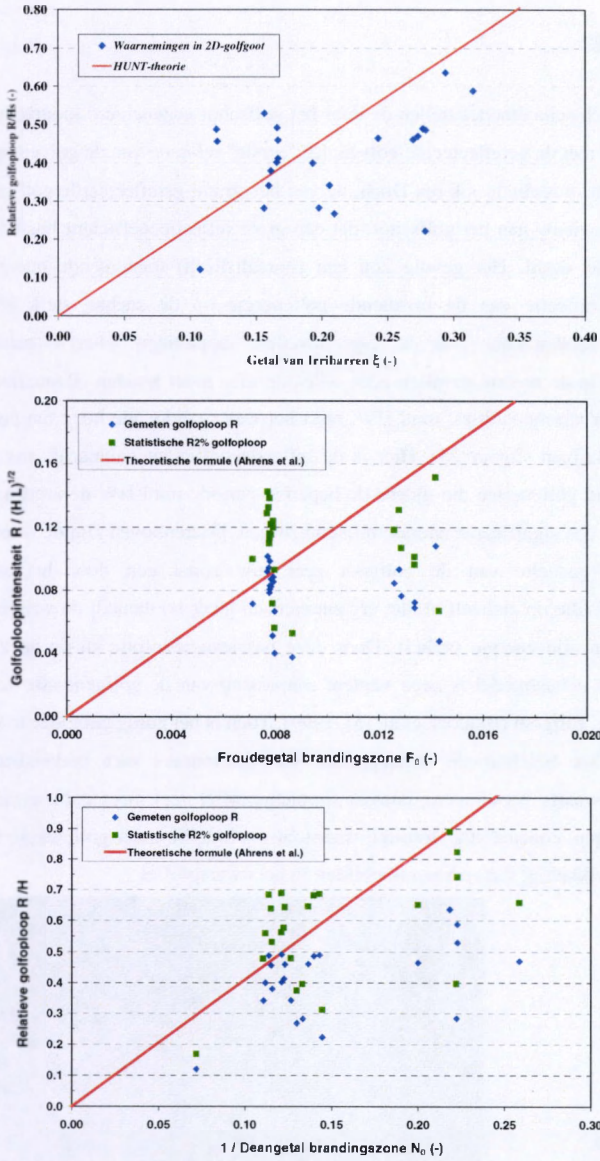 0.80
0.70
0.60
0.50
0.40
0.30
0.20
0.10
0.00
Relatieve golfoploop R/Hs (-)
Waarnemingen in 2D-golfgoot
HUNT-theorie
0.00 0.10 0.20 0.30 0.40
Getal van Irribarren ξ (-)
0.20
0.16
0.12
0.08
0.04
0.00
Golfoploopintensiteit R / (H L)^1/2
Gemeten golfoploop R
Statistische R2% golfoploop
Theoretische formule (Ahrens et al.)
0.000 0.004 0.008 0.012 0.016 0.020
Froudegetal brandingszone F₀ (-)
1.0
0.9
0.8
0.7
0.6
0.5
0.4
0.3
0.2
0.1
0.0
Relatieve golfoploop R /H
Gemeten golfoploop R
Statistische R2% golfoploop
Theoretische formule (Ahrens et al.)
0.00 0.05 0.10 0.15 0.20 0.25 0.30
1 / Deangetal brandingszone N₀ (-)